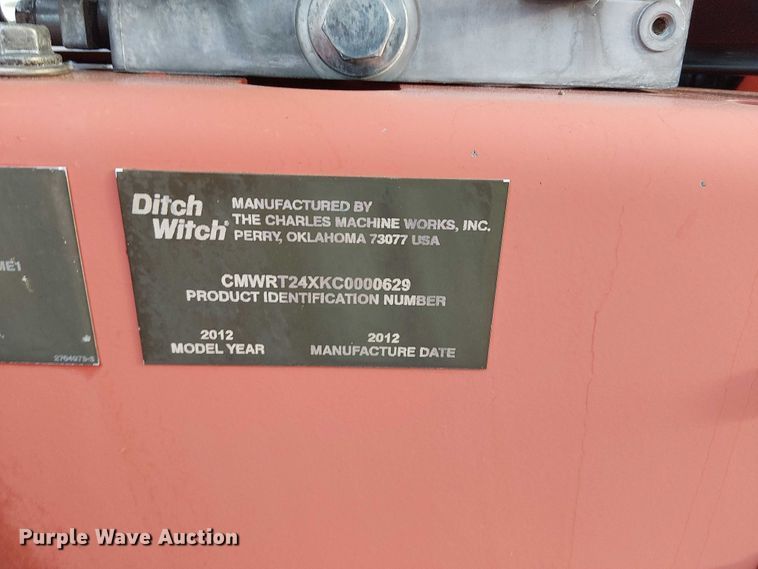 Ditch
Witch®
MANUFACTURED BY
THE CHARLES MACHINE WORKS, INC.
PERRY, OKLAHOMA 73077 USA
CMWRT24XKC0000629
PRODUCT IDENTIFICATION NUMBER
2012
MODEL YEAR
2012
MANUFACTURE DATE
ME1
Purple Wave Auction